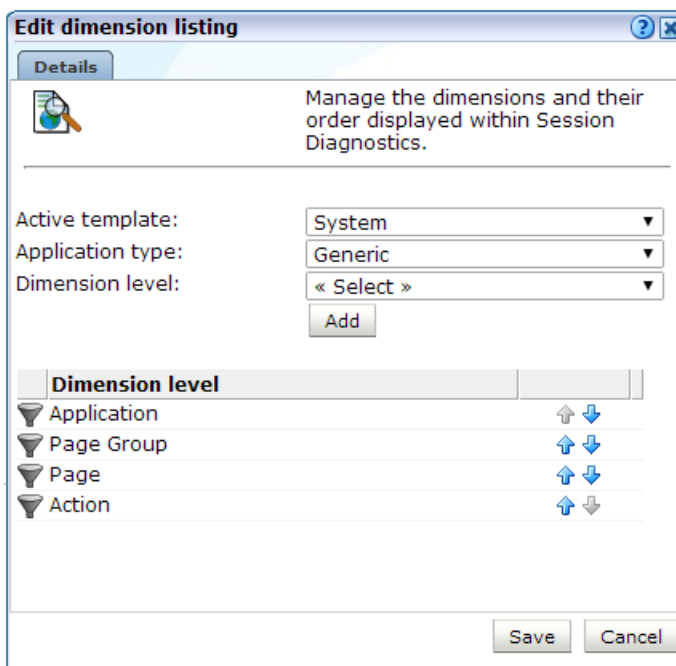 Edit dimension listing
Details
Manage the dimensions and their
order displayed within Session
Diagnostics.
Active template: System
Application type: Generic
Dimension level: « Select »
Add
Dimension level
Application
Page Group
Page
Action
Save Cancel